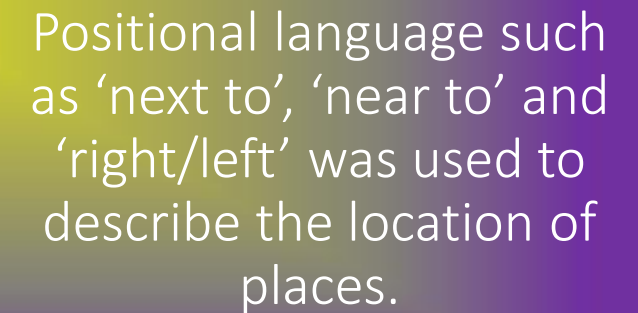 Positional language such
as ‘next to’, ‘near to’ and
‘right/left’ was used to
describe the location of
places.